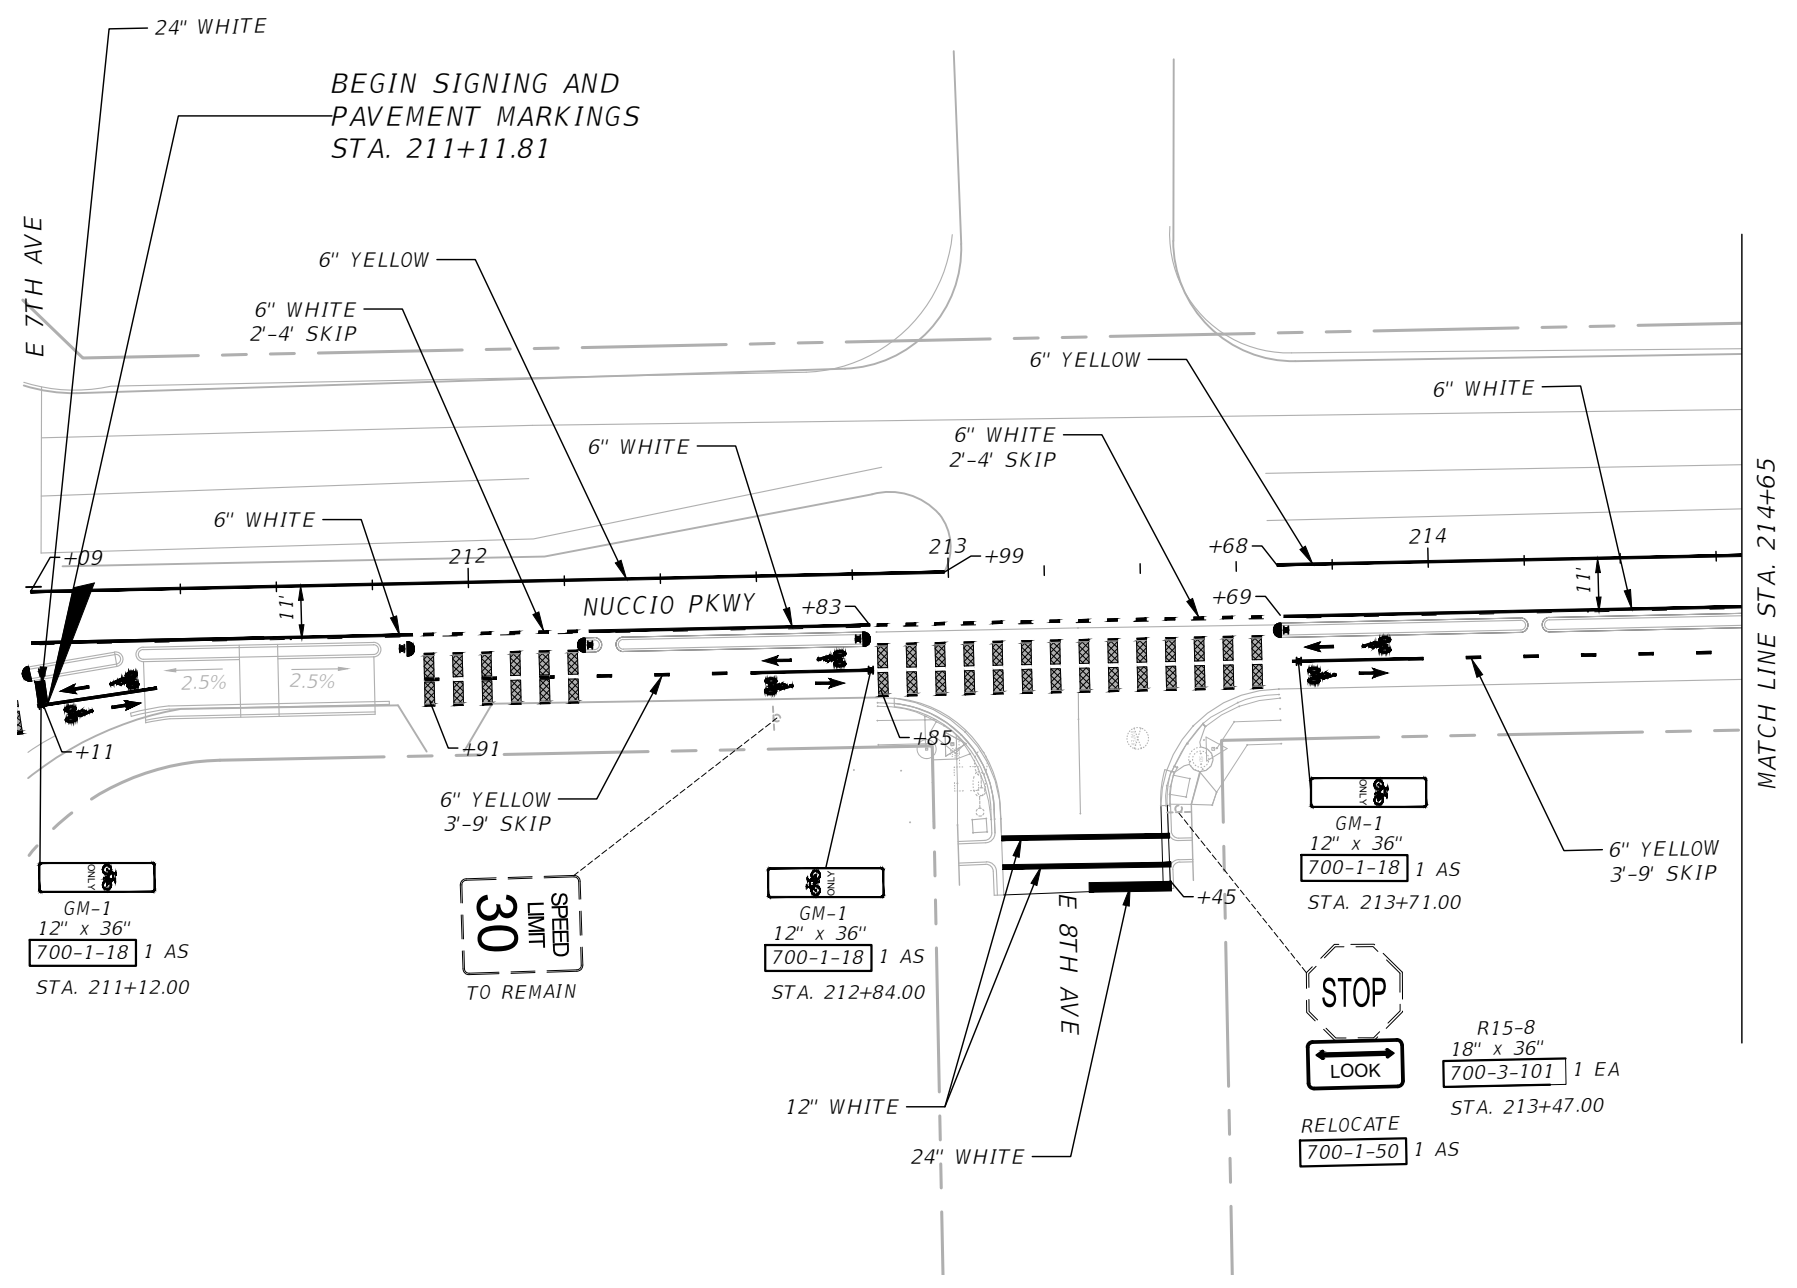 24" WHITE
BEGIN SIGNING AND
PAVEMENT MARKINGS
STA. 211+11.81
E 7TH AVE
6" YELLOW
6" WHITE
2'-4' SKIP
6" YELLOW
6" WHITE
6" WHITE
2'-4' SKIP
6" WHITE
6" WHITE
+09
212
213
+99
+68
214
11'
NUCCIO PKWY
+83
+69
11'
MATCH LINE STA. 214+65
2.5%
2.5%
+11
+91
+85
6" YELLOW
3'-9' SKIP
ONLY
GM-1
12" x 36"
700-1-18 1 AS
STA. 211+12.00
SPEED
LIMIT
30
TO REMAIN
ONLY
GM-1
12" x 36"
700-1-18 1 AS
STA. 212+84.00
+45
E 8TH AVE
ONLY
GM-1
12" x 36"
700-1-18 1 AS
STA. 213+71.00
6" YELLOW
3'-9' SKIP
STOP
LOOK
R15-8
18" x 36"
700-3-101 1 EA
STA. 213+47.00
RELOCATE
700-1-50 1 AS
12" WHITE
24" WHITE